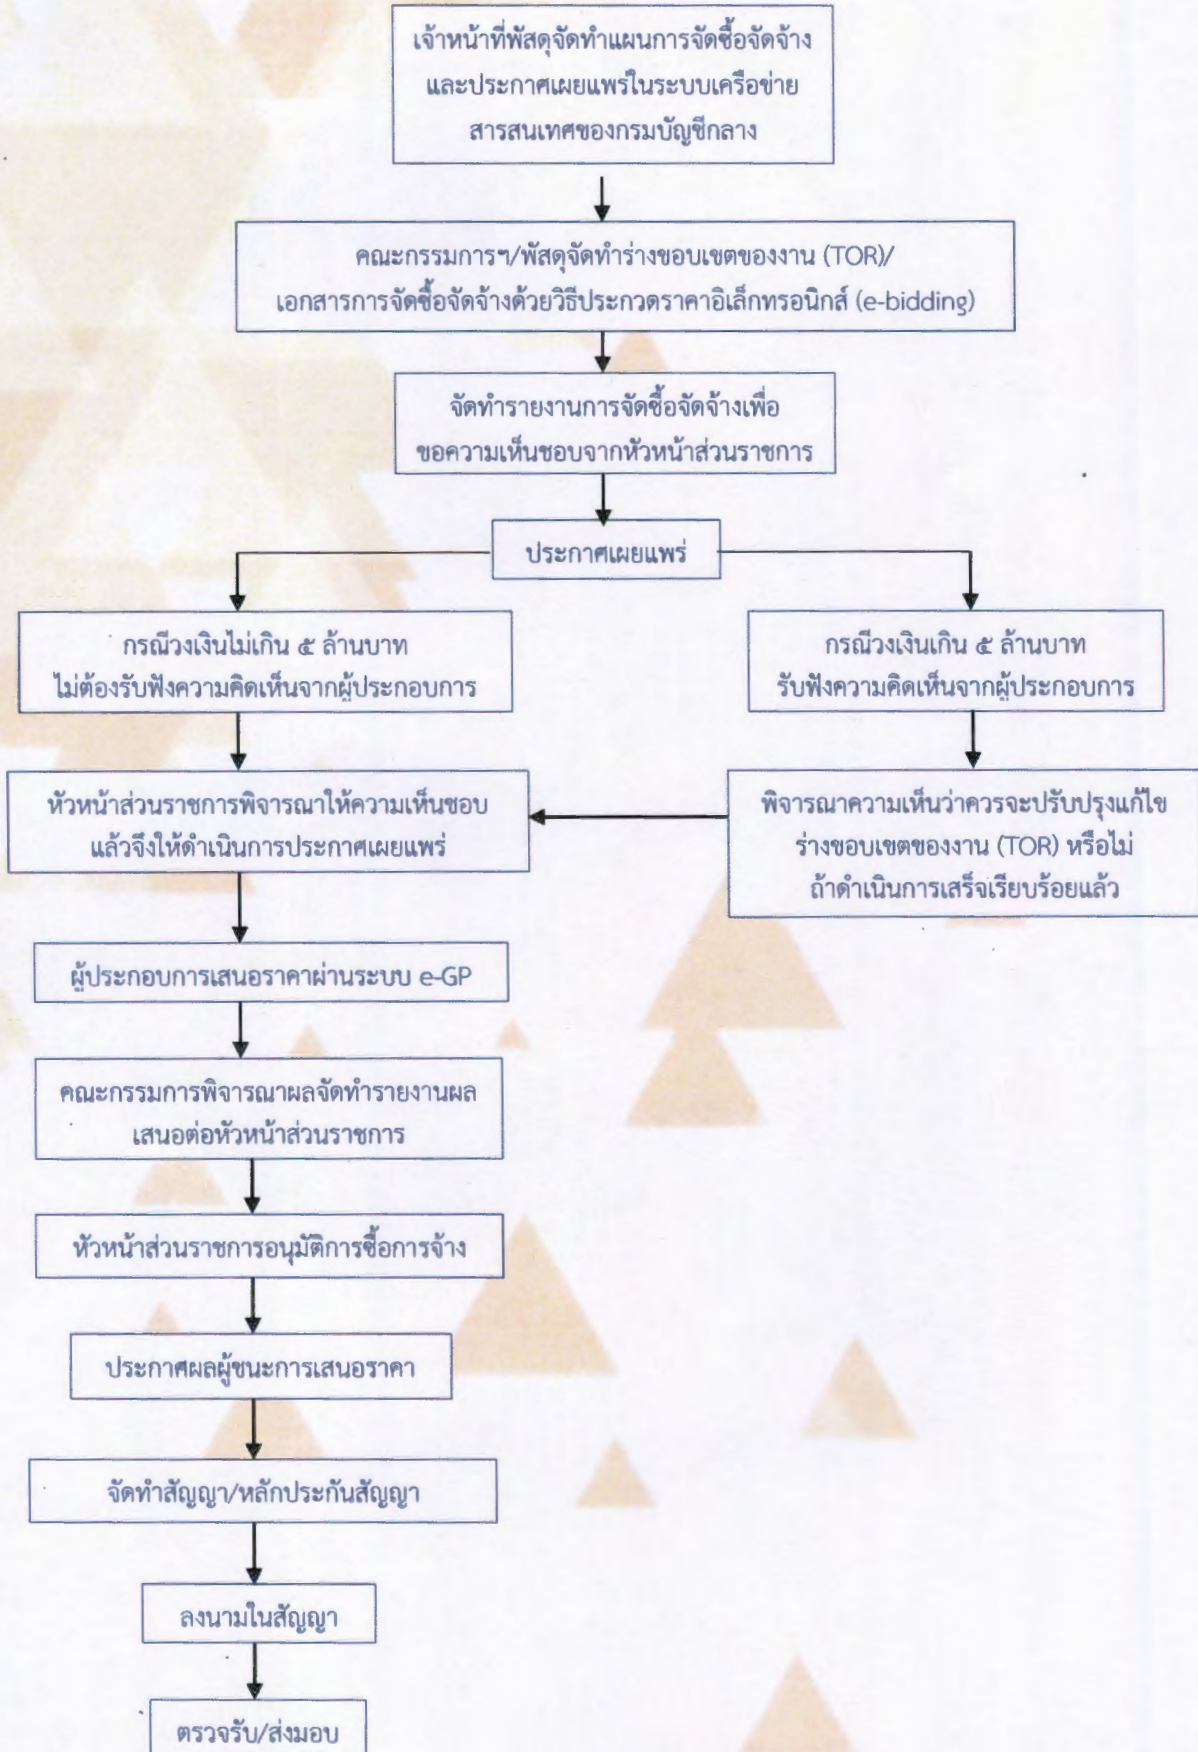 เจ้าหน้าที่พัสดุจัดทำแผนการจัดซื้อจัดจ้าง
และประกาศเผยแพร่ในระบบเครือข่าย
สารสนเทศของกรมบัญชีกลาง
คณะกรรมการฯ/พัสดุจัดทำร่างขอบเขตของงาน (TOR)/
เอกสารการจัดซื้อจัดจ้างด้วยวิธีประกวดราคาอิเล็กทรอนิกส์ (e-bidding)
จัดทำรายงานการจัดซื้อจัดจ้างเพื่อ
ขอความเห็นชอบจากหัวหน้าส่วนราชการ
ประกาศเผยแพร่
กรณีวงเงินไม่เกิน ๕ ล้านบาท
ไม่ต้องรับฟังความคิดเห็นจากผู้ประกอบการ
กรณีวงเงินเกิน ๕ ล้านบาท
รับฟังความคิดเห็นจากผู้ประกอบการ
หัวหน้าส่วนราชการพิจารณาให้ความเห็นชอบ
แล้วจึงให้ดำเนินการประกาศเผยแพร่
พิจารณาความเห็นว่าควรจะปรับปรุงแก้ไข
ร่างขอบเขตของงาน (TOR) หรือไม่
ถ้าดำเนินการเสร็จเรียบร้อยแล้ว
ผู้ประกอบการเสนอราคาผ่านระบบ e-GP
คณะกรรมการพิจารณาผลจัดทำรายงานผล
เสนอต่อหัวหน้าส่วนราชการ
หัวหน้าส่วนราชการอนุมัติการซื้อการจ้าง
ประกาศผลผู้ชนะการเสนอราคา
จัดทำสัญญา/หลักประกันสัญญา
ลงนามในสัญญา
ตรวจรับ/ส่งมอบ